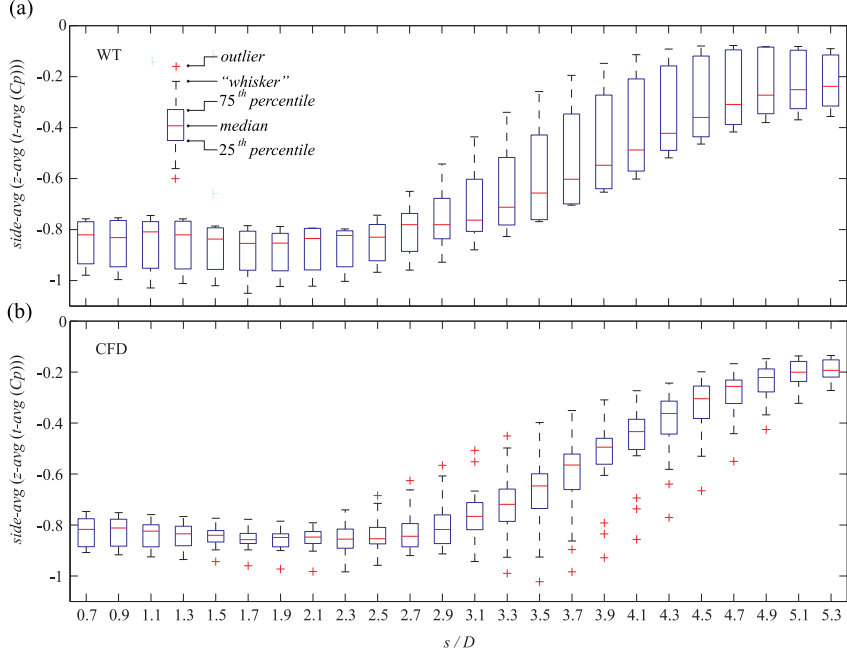 (a)
0
-0.2
-0.4
-0.6
-0.8
-1
side-avg (z-avg (t-avg (Cp)))
WT
outlier
“whisker”
75th percentile
median
25th percentile
(b)
0
-0.2
-0.4
-0.6
-0.8
-1
side-avg (z-avg (t-avg (Cp)))
CFD
0.7 0.9 1.1 1.3 1.5 1.7 1.9 2.1 2.3 2.5 2.7 2.9 3.1 3.3 3.5 3.7 3.9 4.1 4.3 4.5 4.7 4.9 5.1 5.3
s / D